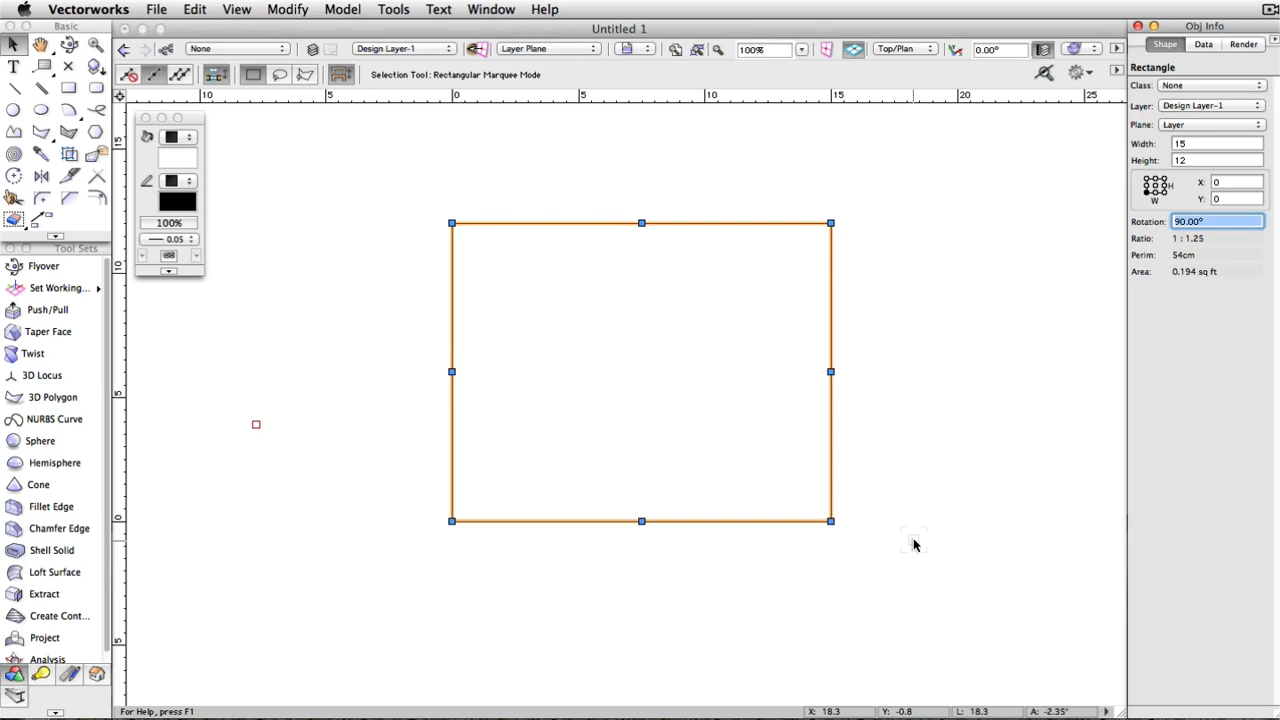 Vectorworks File Edit View Modify Model Tools Text Window Help
Basic
Untitled 1
Obj Info
None
Design Layer-1
Layer Plane
100%
Top/Plan
0.00°
Selection Tool: Rectangular Marquee Mode
Shape Data Render
Rectangle
Class: None
Layer: Design Layer-1
Plane: Layer
Width: 15
Height: 12
H
W
X: 0
Y: 0
Rotation: 90.00°
Ratio: 1 : 1.25
Perim: 54cm
Area: 0.194 sq ft
10 5 0 5 10 15 20 25
15
10
5
0
5
100%
0.05
Tool Sets
Flyover
Set Working...
Push/Pull
Taper Face
Twist
3D Locus
3D Polygon
NURBS Curve
Sphere
Hemisphere
Cone
Fillet Edge
Chamfer Edge
Shell Solid
Loft Surface
Extract
Create Cont...
Project
Analysis
For Help, press F1
X: 18.3 Y: -0.8 L: 18.3 A: -2.35°